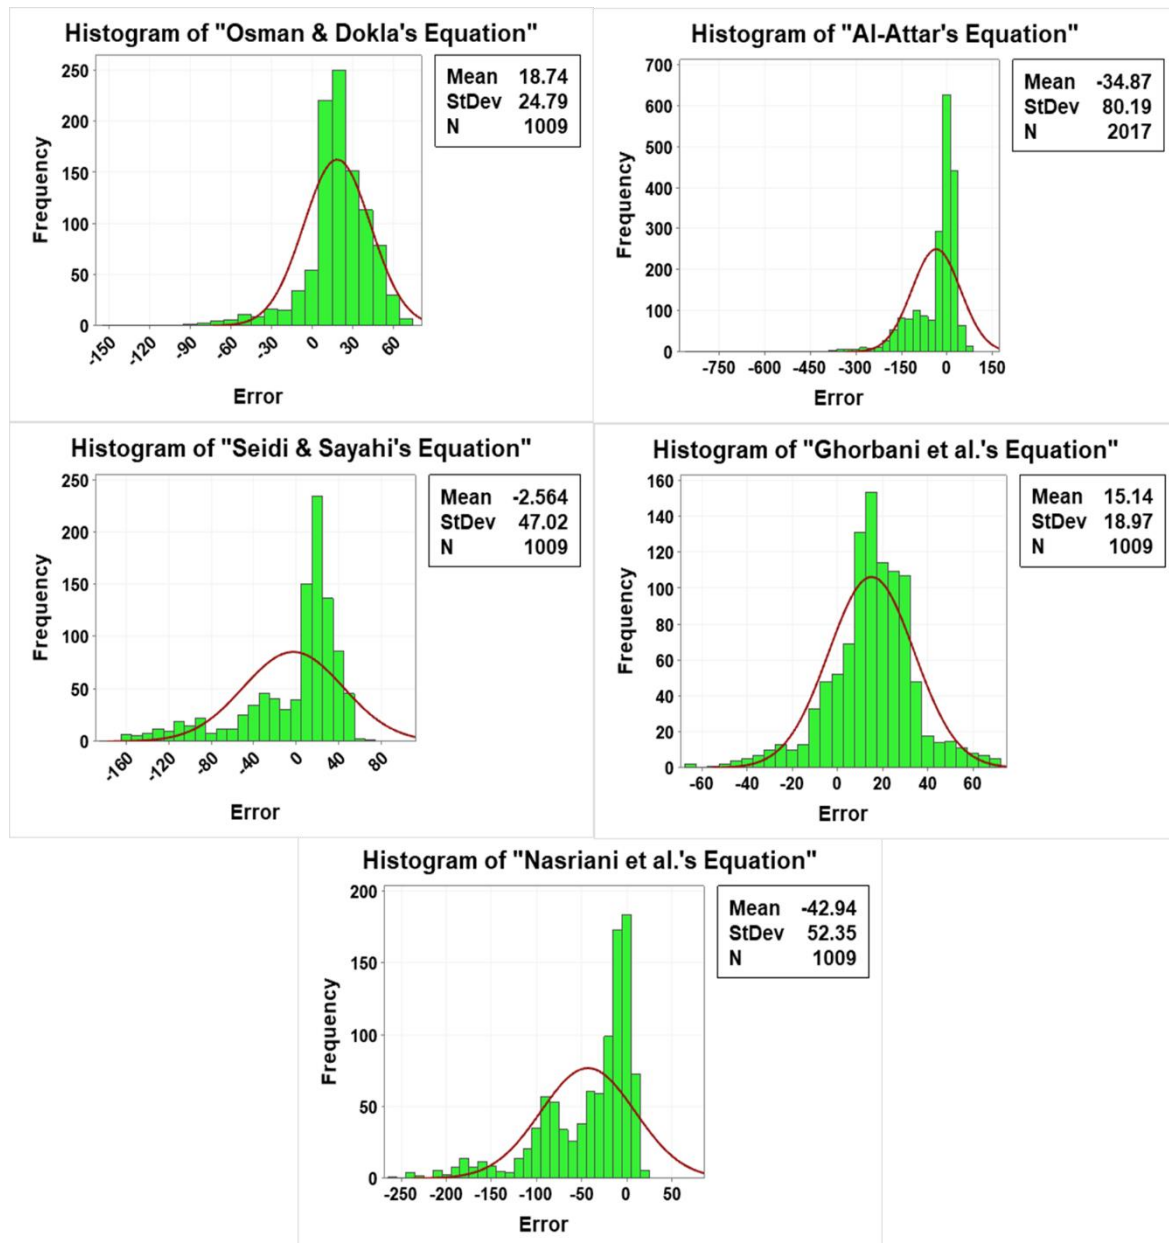 Histogram of "Osman & Dokla's Equation"
Mean 18.74
StDev 24.79
N 1009
Frequency
250
200
150
100
50
0
-150 -120 -90 -60 -30 0 30 60
Error
Histogram of "Al-Attar's Equation"
Mean -34.87
StDev 80.19
N 2017
Frequency
700
600
500
400
300
200
100
0
-750 -600 -450 -300 -150 0 150
Error
Histogram of "Seidi & Sayahi's Equation"
Mean -2.564
StDev 47.02
N 1009
Frequency
250
200
150
100
50
0
-160 -120 -80 -40 0 40 80
Error
Histogram of "Ghorbani et al.'s Equation"
Mean 15.14
StDev 18.97
N 1009
Frequency
160
140
120
100
80
60
40
20
0
-60 -40 -20 0 20 40 60
Error
Histogram of "Nasriani et al.'s Equation"
Mean -42.94
StDev 52.35
N 1009
Frequency
200
150
100
50
0
-250 -200 -150 -100 -50 0 50
Error